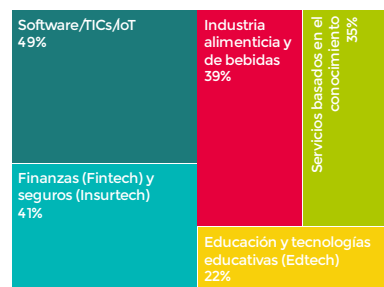 Software/TICs/IoT
49%
Finanzas (Fintech) y
seguros (Insurtech)
41%
Industria
alimenticia y
de bebidas
39%
Servicios basados en el
conocimiento
35%
Educación y tecnologías
educativas (Edtech)
22%